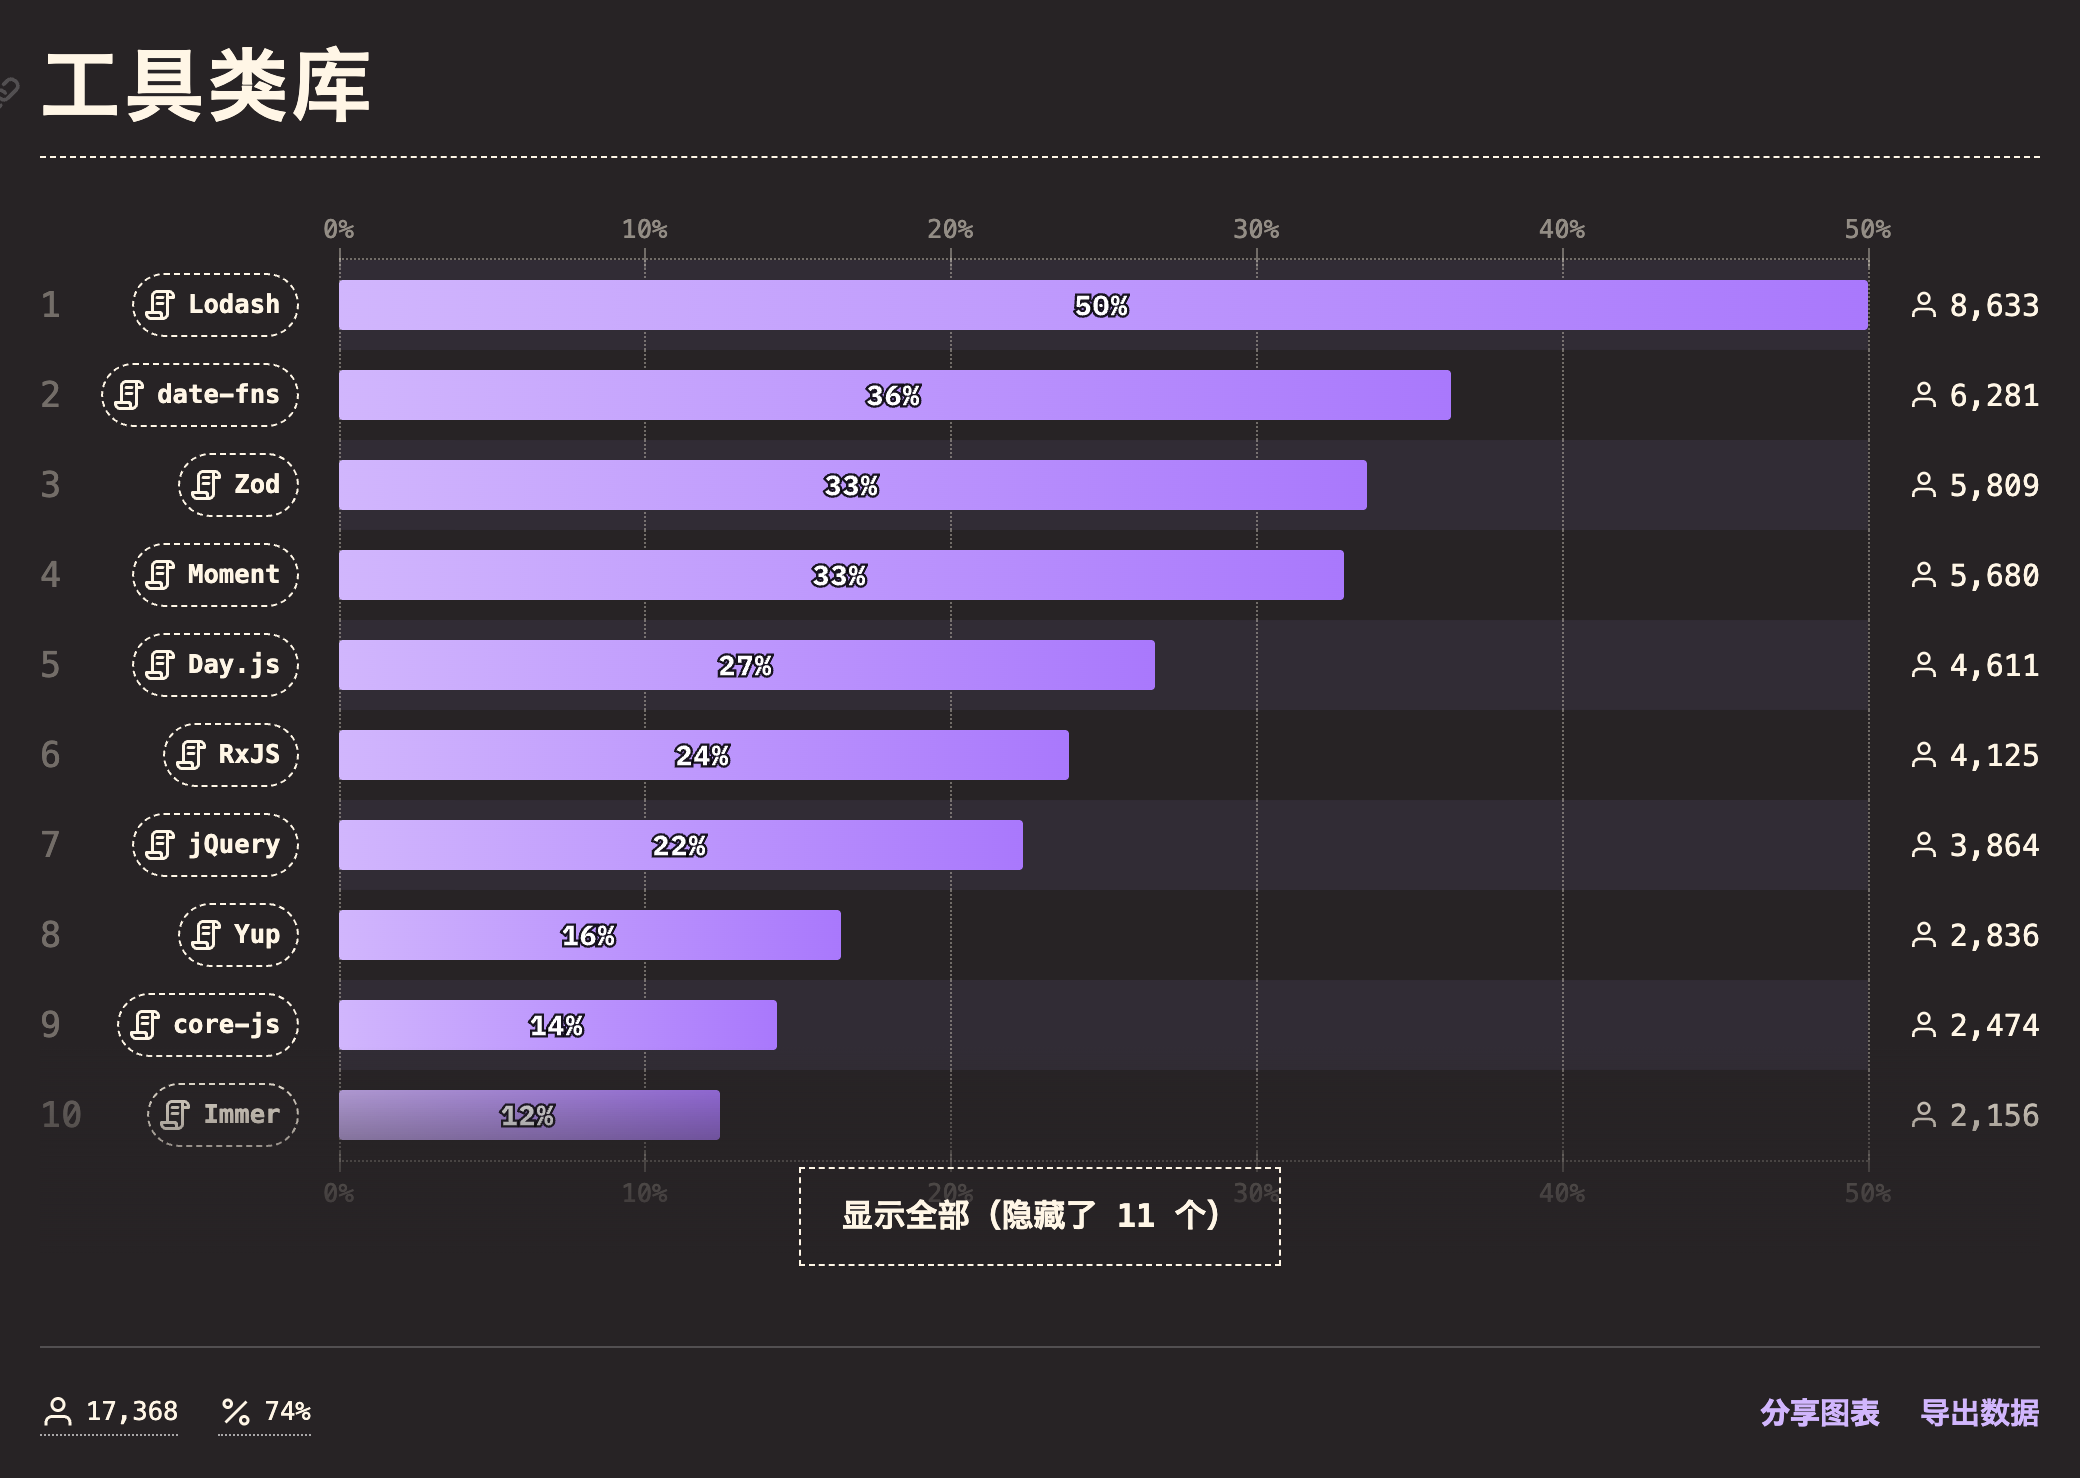 工具类库
0% 10% 20% 30% 40% 50%
1 Lodash 50% 8,633
2 date-fns 36% 6,281
3 Zod 33% 5,809
4 Moment 33% 5,680
5 Day.js 27% 4,611
6 RxJS 24% 4,125
7 jQuery 22% 3,864
8 Yup 16% 2,836
9 core-js 14% 2,474
10 Immer 12% 2,156
0% 10% 20% 30% 40% 50%
显示全部（隐藏了 11 个）
17,368 74% 分享图表 导出数据